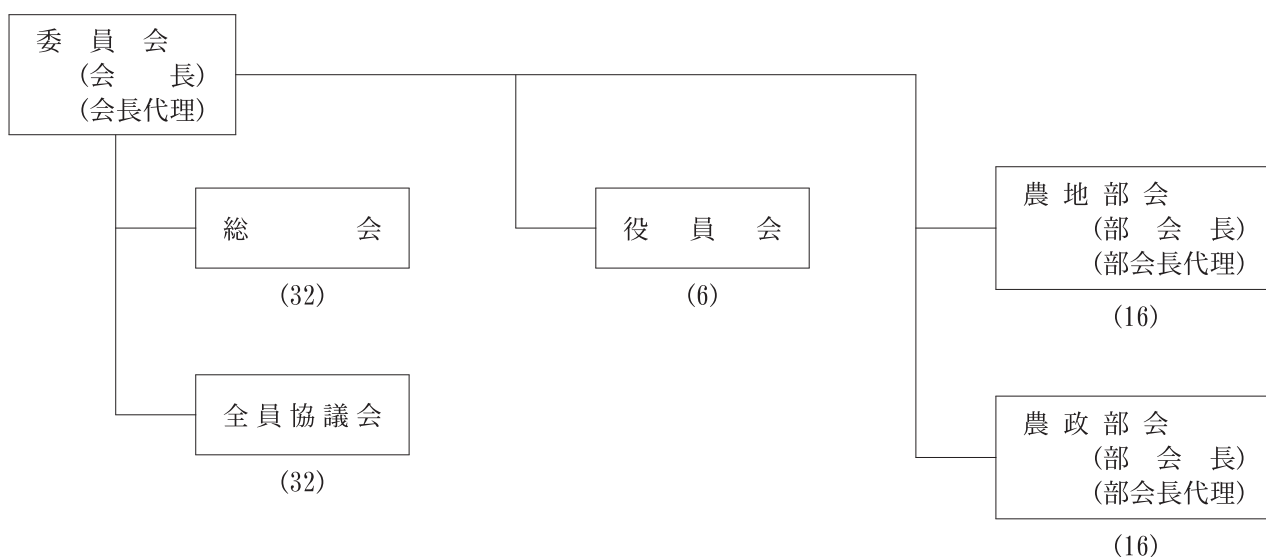 委員会
(会長)
(会長代理)
総会
(32)
全員協議会
(32)
役員会
(6)
農地部会
(部会長)
(部会長代理)
(16)
農政部会
(部会長)
(部会長代理)
(16)